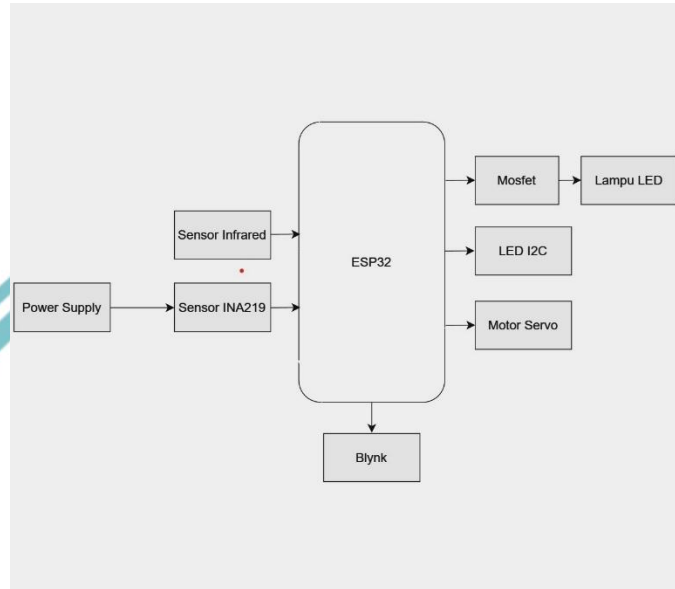 Mosfet
Lampu LED
Sensor Infrared
LED I2C
ESP32
Power Supply
Sensor INA219
Motor Servo
Blynk